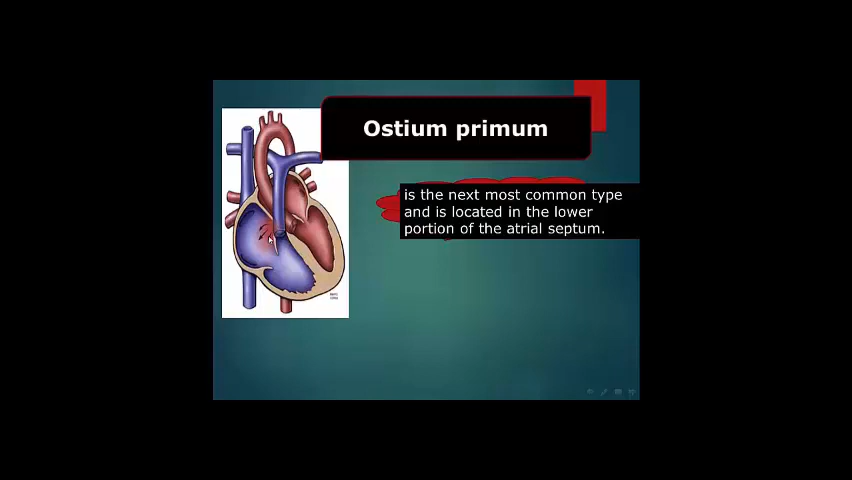 Ostium primum
is the next most common type
and is located in the lower
portion of the atrial septum.